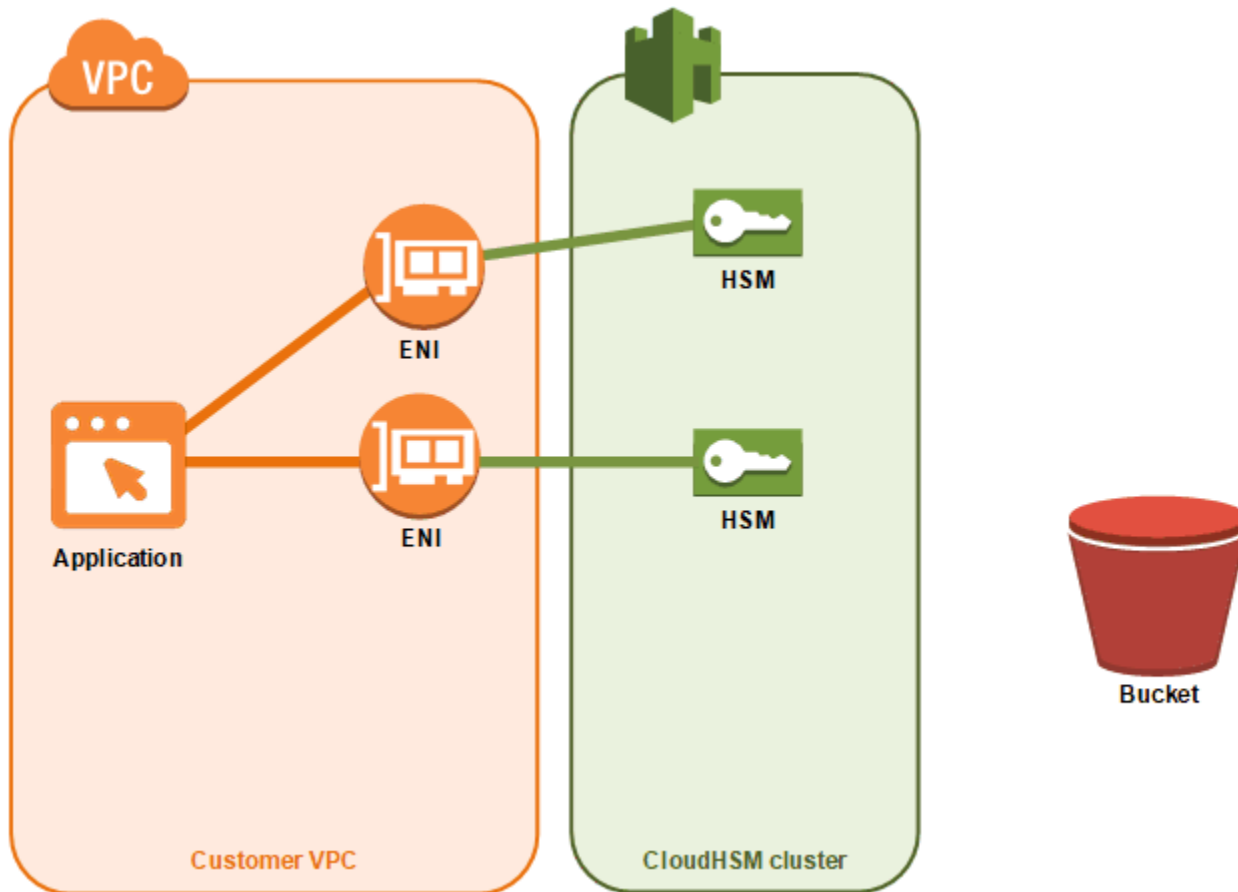 VPC
HSM
ENI
HSM
ENI
Application
Bucket
Customer VPC
CloudHSM cluster